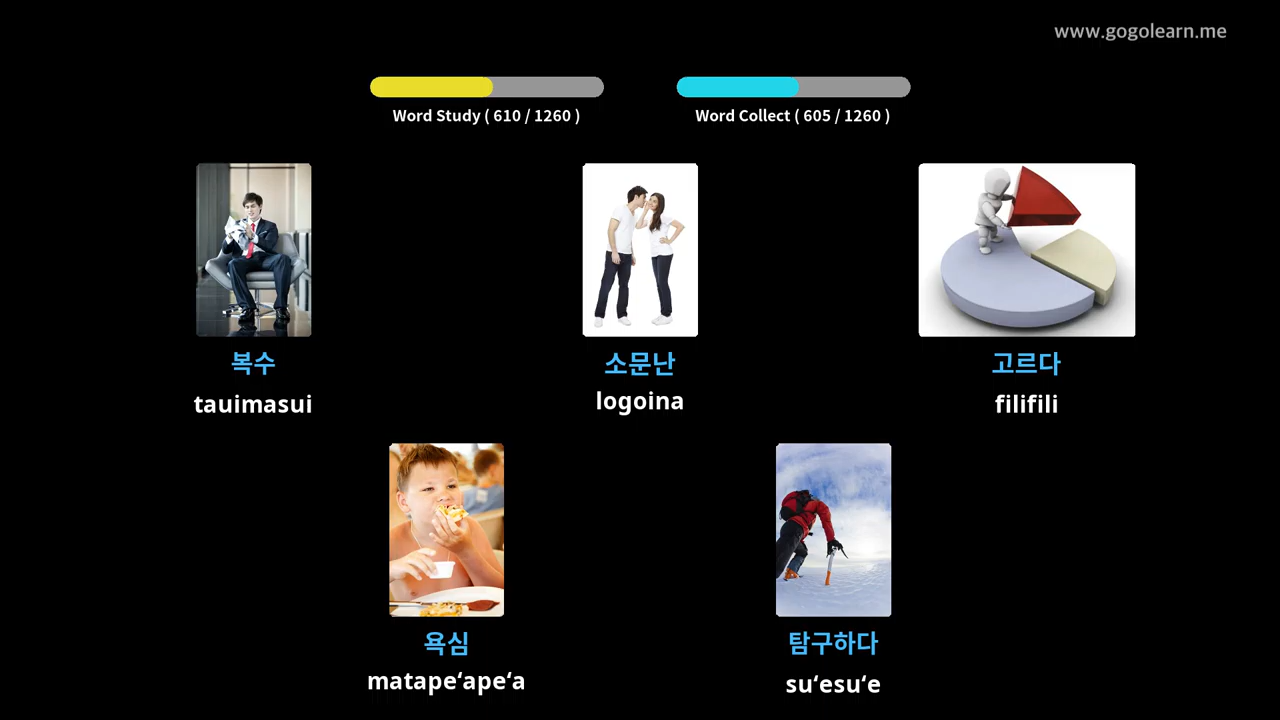 www.gogolearn.me
Word Study ( 610 / 1260 )
Word Collect ( 605 / 1260 )
복수
tauimasui
소문난
logoina
고르다
filifili
욕심
matapeʻapeʻa
탐구하다
suʻesuʻe